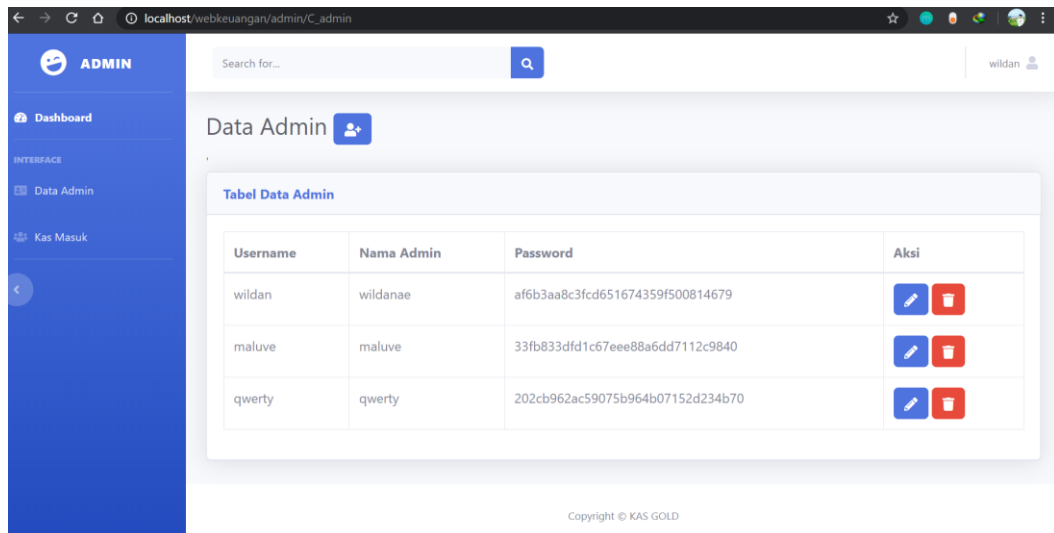 localhost/webkeuangan/admin/C_admin
ADMIN
Search for...
wildan
Dashboard
INTERFACE
Data Admin
Kas Masuk
Data Admin
,
Tabel Data Admin
Username Nama Admin Password Aksi
wildan wildanae af6b3aa8c3fcd651674359f500814679
maluve maluve 33fb833dfd1c67eee88a6dd7112c9840
qwerty qwerty 202cb962ac59075b964b07152d234b70
Copyright © KAS GOLD